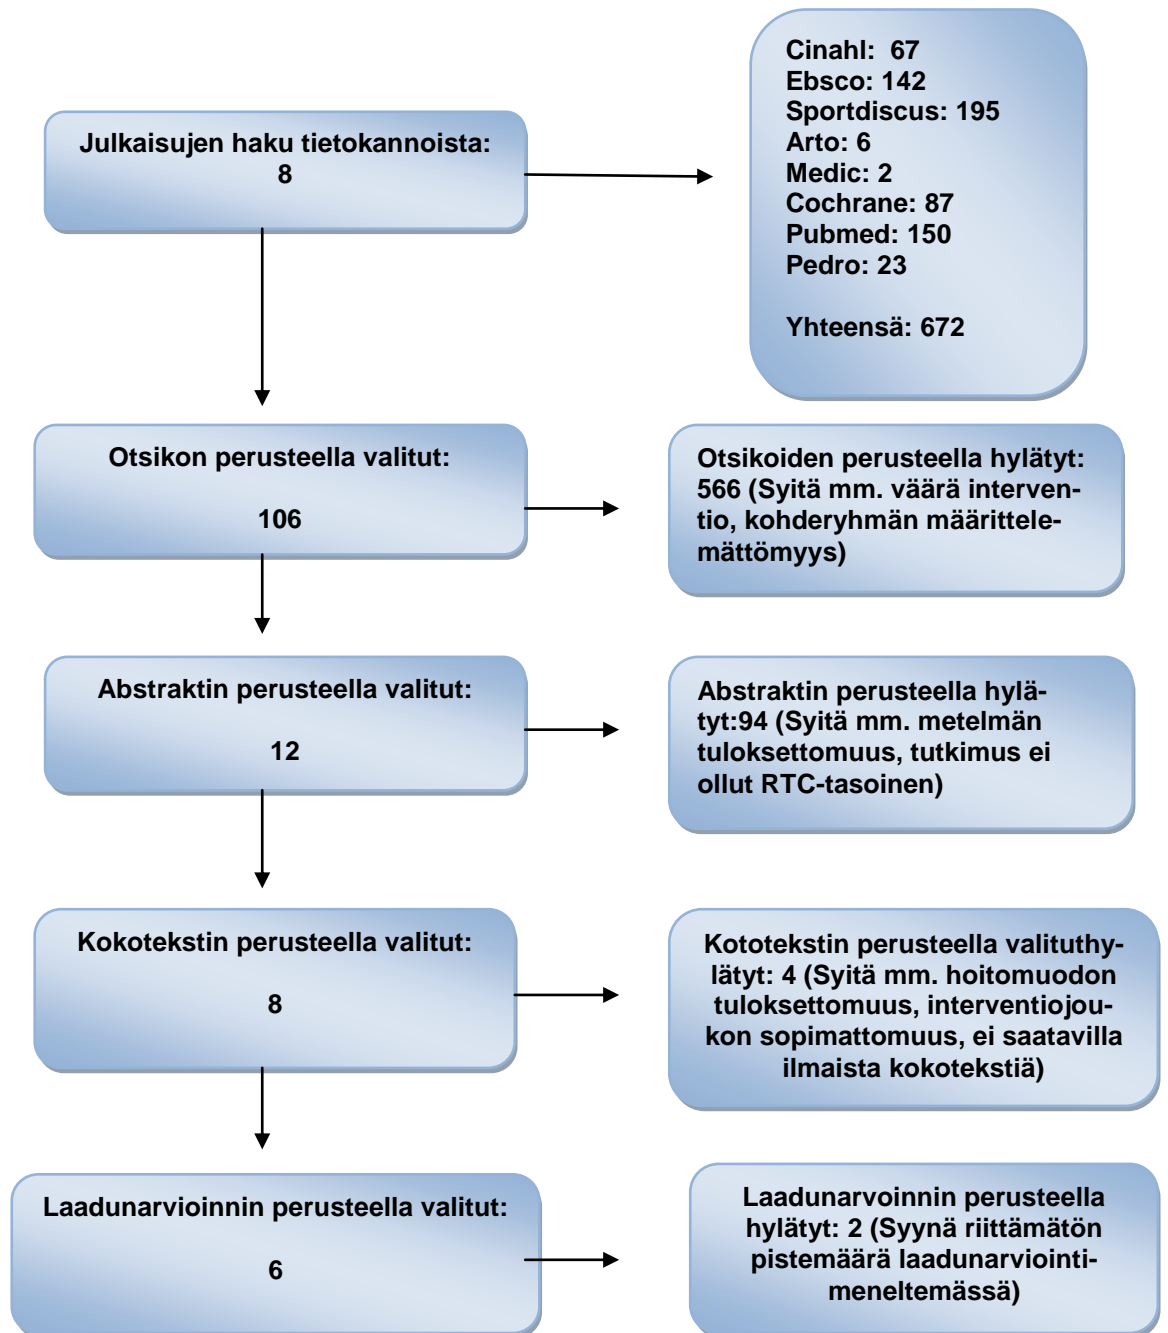 Julkaisujen haku tietokannoista:
8
Cinahl: 67
Ebsco: 142
Sportdiscus: 195
Arto: 6
Medic: 2
Cochrane: 87
Pubmed: 150
Pedro: 23
Yhteensä: 672
Otsikon perusteella valitut:
106
Otsikoiden perusteella hylätyt:
566 (Syitä mm. väärä interven-
tio, kohderyhmän määrittele-
mättömyys)
Abstraktin perusteella valitut:
12
Abstraktin perusteella hylä-
tyt:94 (Syitä mm. metelmän
tuloksettomuus, tutkimus ei
ollut RTC-tasoinen)
Kokotekstin perusteella valitut:
8
Kototekstin perusteella valituthy-
lätyt: 4 (Syitä mm. hoitomuodon
tuloksettomuus, interventiojou-
kon sopimattomuus, ei saatavilla
ilmaista kokotekstiä)
Laadunarvioinnin perusteella valitut:
6
Laadunarvoinnin perusteella
hylätyt: 2 (Syynä riittämätön
pistemäärä laadunarviointi-
meneltemässä)